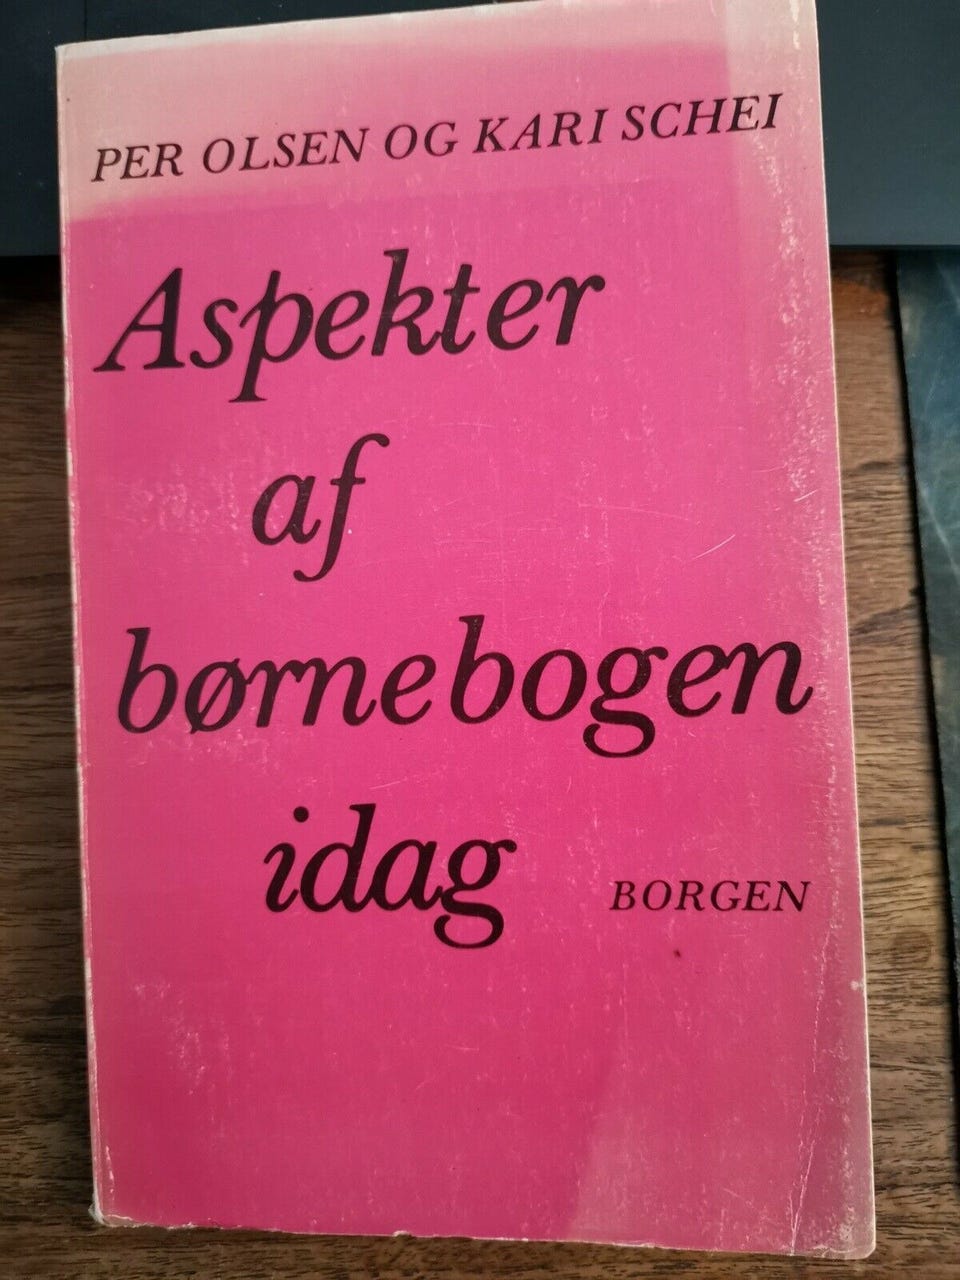 PER OLSEN OG KARI SCHEI
Aspekter
af
børnebogen
idag
BORGEN